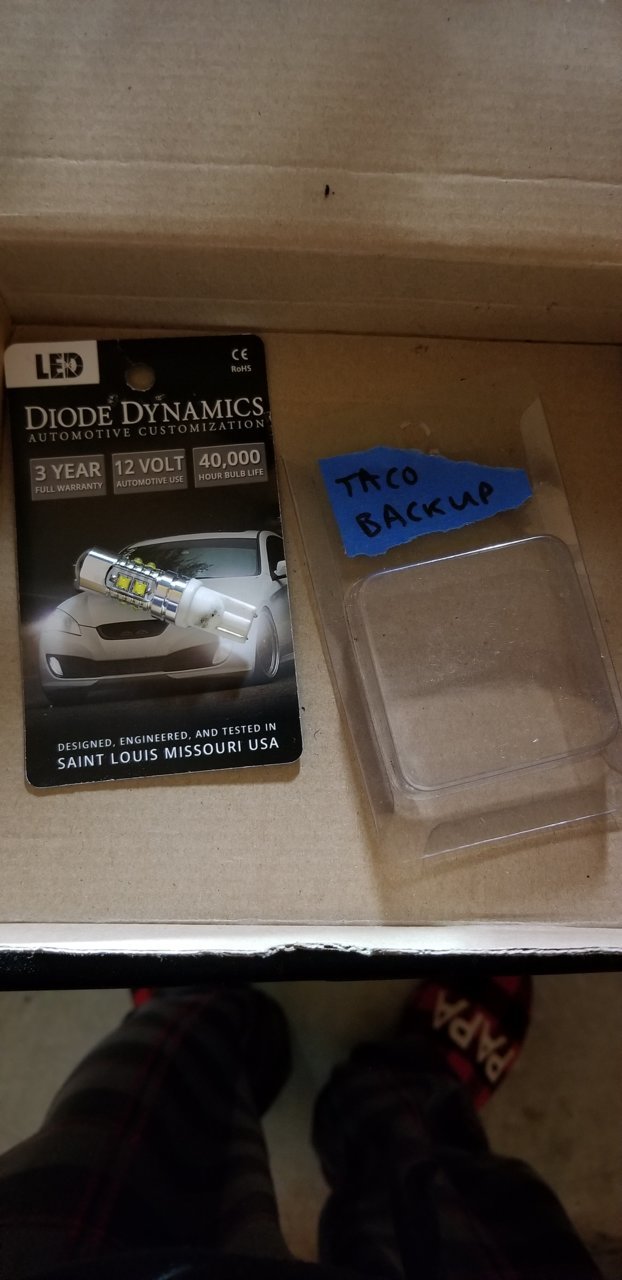 LED
CE
RoHS
DIODE DYNAMICS
AUTOMOTIVE CUSTOMIZATION
3 YEAR
FULL WARRANTY
12 VOLT
AUTOMOTIVE USE
40,000
HOUR BULB LIFE
DESIGNED, ENGINEERED, AND TESTED IN
SAINT LOUIS MISSOURI USA
TACO
BACKUP
PAPA